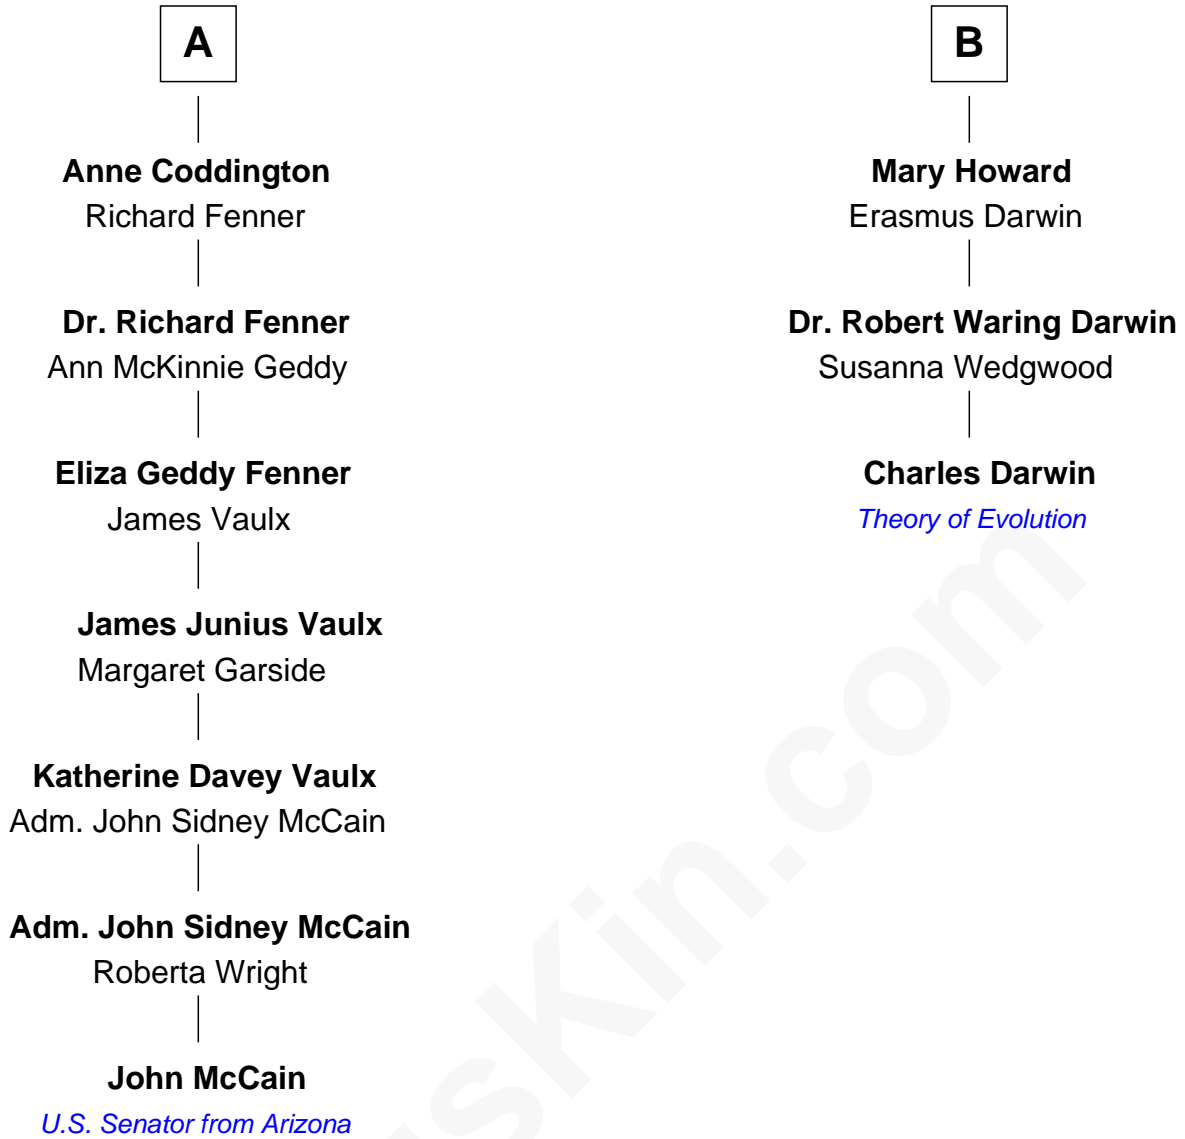 A
Anne Coddington
Richard Fenner
Dr. Richard Fenner
Ann McKinnie Geddy
Eliza Geddy Fenner
James Vaulx
James Junius Vaulx
Margaret Garside
Katherine Davey Vaulx
Adm. John Sidney McCain
Adm. John Sidney McCain
Roberta Wright
John McCain
U.S. Senator from Arizona
B
Mary Howard
Erasmus Darwin
Dr. Robert Waring Darwin
Susanna Wedgwood
Charles Darwin
Theory of Evolution
sKin.com